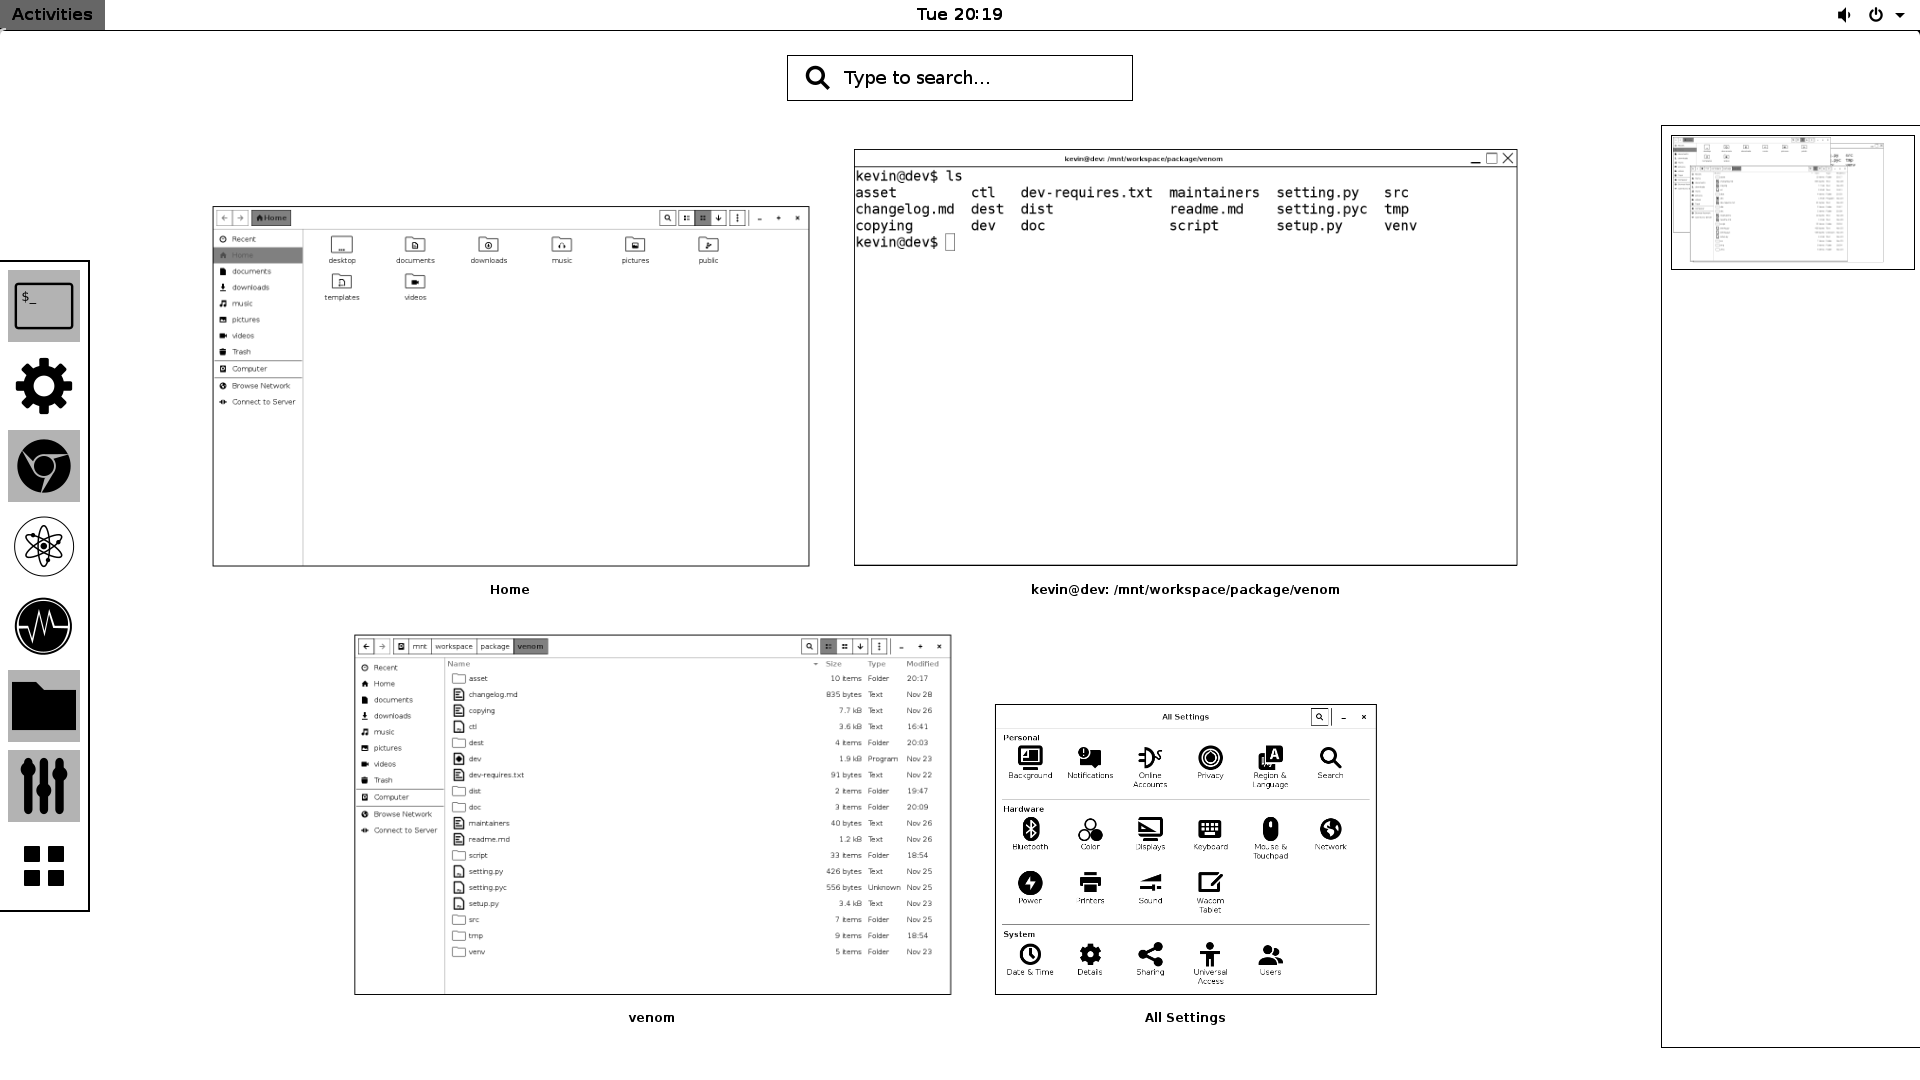 Activities
Tue 20:19
Type to search...
Home
Recent
Home
documents
downloads
music
pictures
videos
Trash
Computer
Browse Network
Connect to Server
desktop documents downloads music pictures public
templates videos
Home
kevin@dev: /mnt/workspace/package/venom
kevin@dev$ ls
asset ctl dev-requires.txt maintainers setting.py src
changelog.md dest dist readme.md setting.pyc tmp
copying dev doc script setup.py venv
kevin@dev$
kevin@dev: /mnt/workspace/package/venom
$_
mnt workspace package venom
Recent
Home
documents
downloads
music
pictures
videos
Trash
Computer
Browse Network
Connect to Server
Name Size Type Modified
asset 10 items Folder 20:17
changelog.md 835 bytes Text Nov 28
copying 7.7 kB Text Nov 26
ctl 3.6 kB Text 16:41
dest 4 items Folder 20:03
dev 1.9 kB Program Nov 23
dev-requires.txt 91 bytes Text Nov 22
dist 2 items Folder 19:47
doc 3 items Folder 20:09
maintainers 40 bytes Text Nov 26
readme.md 1.2 kB Text Nov 26
script 33 items Folder 18:54
setting.py 426 bytes Text Nov 25
setting.pyc 556 bytes Unknown Nov 25
setup.py 3.4 kB Text Nov 23
src 7 items Folder Nov 25
tmp 9 items Folder 18:54
venv 5 items Folder Nov 23
venom
All Settings
Personal
Background Notifications Online Accounts Privacy Region & Language Search
Hardware
Bluetooth Color Displays Keyboard Mouse & Touchpad Network
Power Printers Sound Wacom Tablet
System
Date & Time Details Sharing Universal Access Users
All Settings